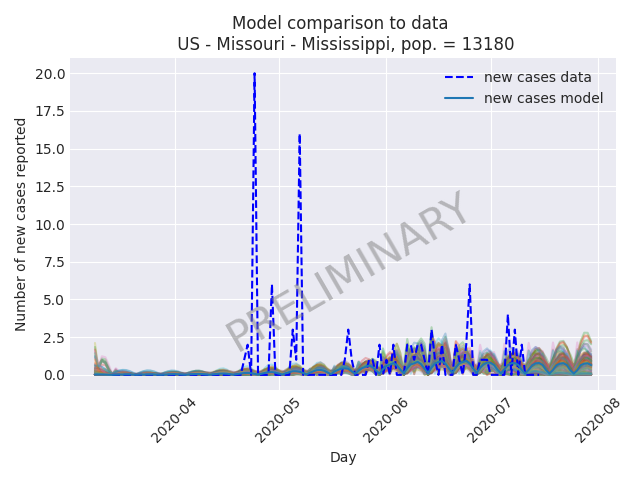 Model comparison to data
US - Missouri - Mississippi, pop. = 13180
20.0
17.5
15.0
12.5
10.0
7.5
5.0
2.5
0.0
Number of new cases reported
new cases data
new cases model
PRELIMINARY
2020-04
2020-05
2020-06
2020-07
2020-08
Day